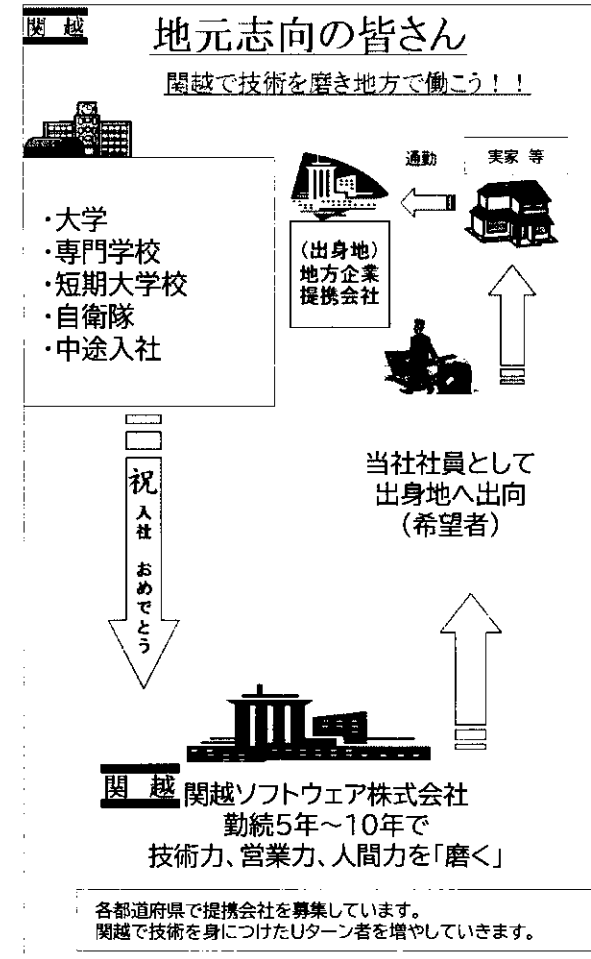 関 越
地元志向の皆さん
関越で技術を磨き地方で働こう！！
・大学
・専門学校
・短期大学校
・自衛隊
・中途入社
通勤
実家 等
（出身地）
地方企業
提携会社
当社社員として
出身地へ出向
（希望者）
祝
入社 おめでとう
関 越
関越ソフトウェア株式会社
勤続5年～10年で
技術力、営業力、人間力を「磨く」
各都道府県で提携会社を募集しています。
関越で技術を身につけたUターン者を増やしていきます。